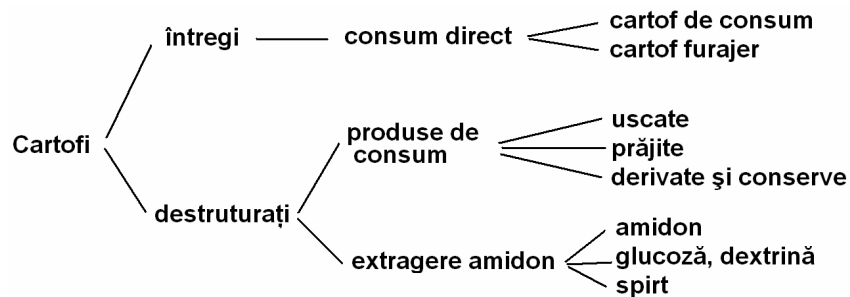 Cartofi
întregi
consum direct
cartof de consum
cartof furajer
destruturați
produse de
consum
uscate
prăjite
derivate şi conserve
extragere amidon
amidon
glucoză, dextrină
spirt